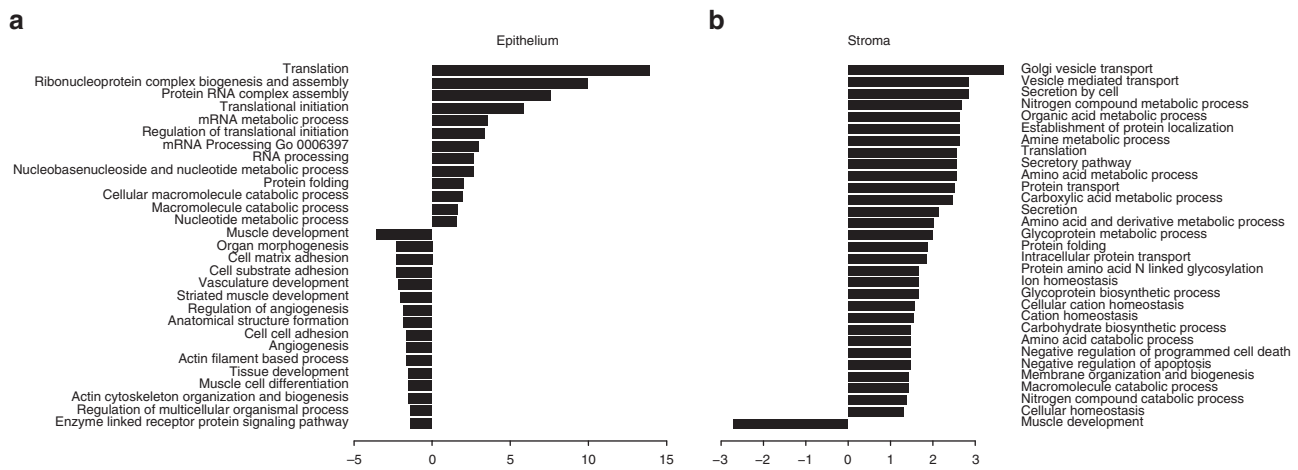 a
Epithelium
Translation
Ribonucleoprotein complex biogenesis and assembly
Protein RNA complex assembly
Translational initiation
mRNA metabolic process
Regulation of translational initiation
mRNA Processing Go 0006397
RNA processing
Nucleobasenucleoside and nucleotide metabolic process
Protein folding
Cellular macromolecule catabolic process
Macromolecule catabolic process
Nucleotide metabolic process
Muscle development
Organ morphogenesis
Cell matrix adhesion
Cell substrate adhesion
Vasculature development
Striated muscle development
Regulation of angiogenesis
Anatomical structure formation
Cell cell adhesion
Angiogenesis
Actin filament based process
Tissue development
Muscle cell differentiation
Actin cytoskeleton organization and biogenesis
Regulation of multicellular organismal process
Enzyme linked receptor protein signaling pathway
−5 0 5 10 15
b
Stroma
Golgi vesicle transport
Vesicle mediated transport
Secretion by cell
Nitrogen compound metabolic process
Organic acid metabolic process
Establishment of protein localization
Amine metabolic process
Translation
Secretory pathway
Amino acid metabolic process
Protein transport
Carboxylic acid metabolic process
Secretion
Amino acid and derivative metabolic process
Glycoprotein metabolic process
Protein folding
Intracellular protein transport
Protein amino acid N linked glycosylation
Ion homeostasis
Glycoprotein biosynthetic process
Cellular cation homeostasis
Cation homeostasis
Carbohydrate biosynthetic process
Amino acid catabolic process
Negative regulation of programmed cell death
Negative regulation of apoptosis
Membrane organization and biogenesis
Macromolecule catabolic process
Nitrogen compound catabolic process
Cellular homeostasis
Muscle development
−3 −2 −1 0 1 2 3